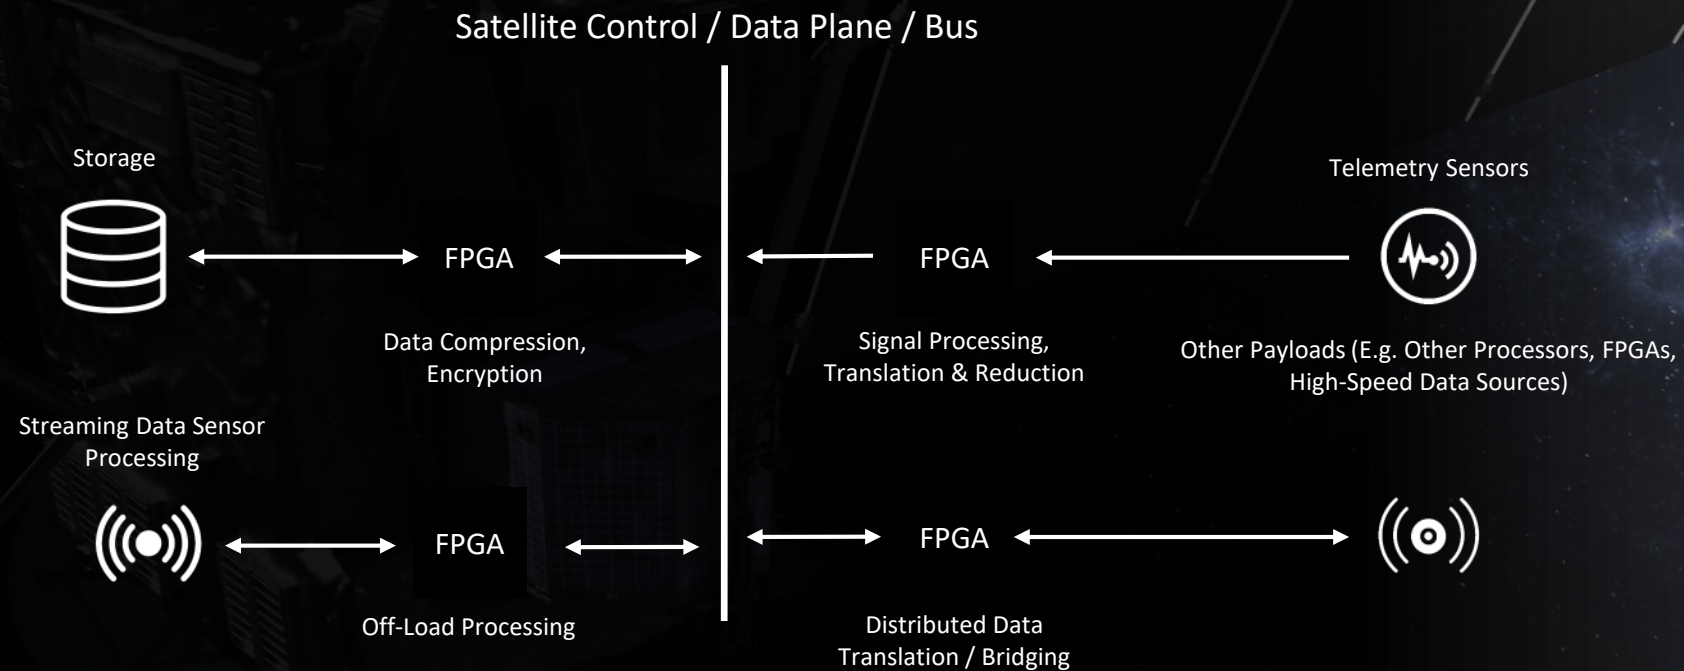 Satellite Control / Data Plane / Bus
Storage
Telemetry Sensors
FPGA
FPGA
Data Compression,
Encryption
Signal Processing,
Translation & Reduction
Other Payloads (E.g. Other Processors, FPGAs,
High-Speed Data Sources)
Streaming Data Sensor
Processing
FPGA
FPGA
Off-Load Processing
Distributed Data
Translation / Bridging